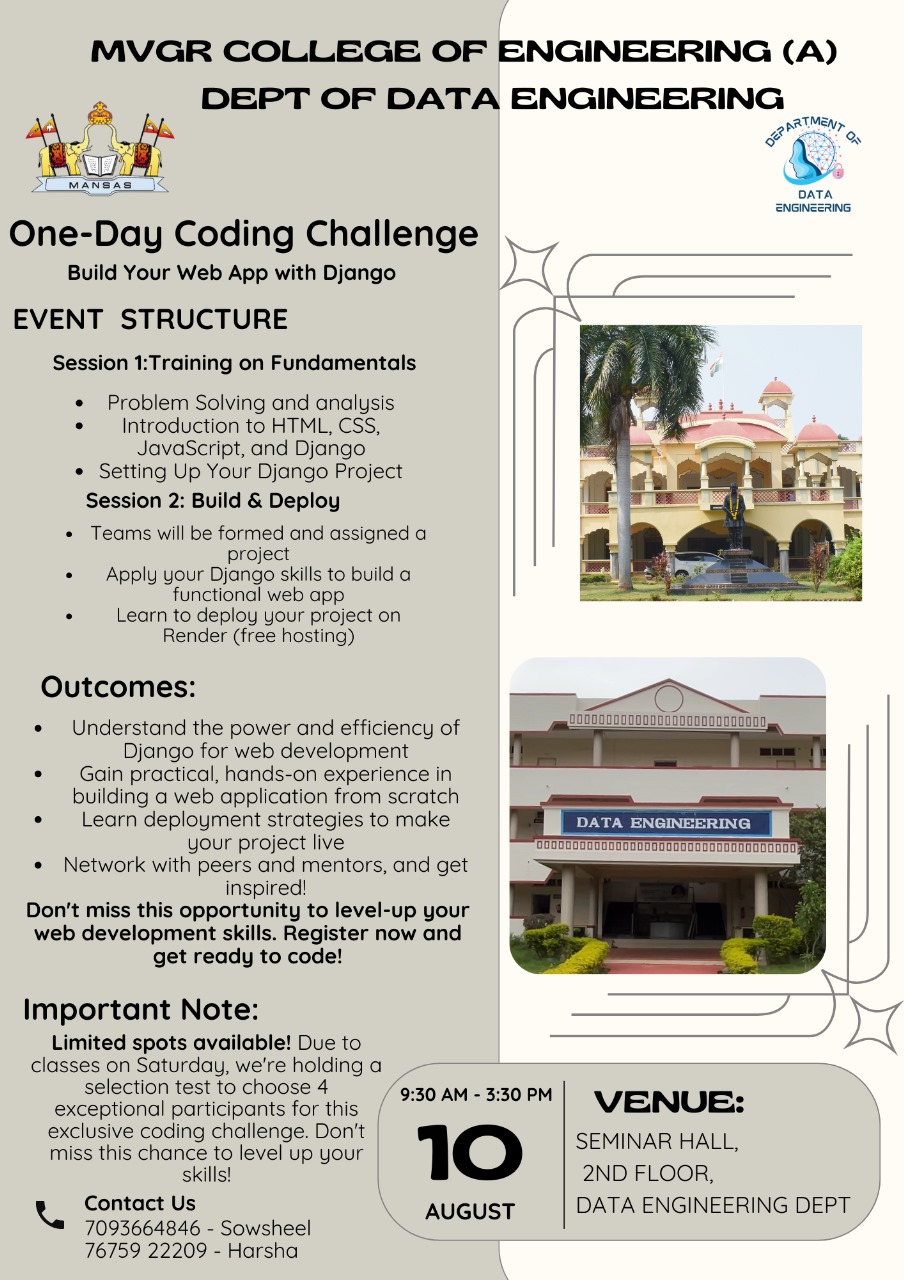 MVGR COLLEGE OF ENGINEERING (A)
DEPT OF DATA ENGINEERING
MANSAS
DEPARTMENT OF
DATA
ENGINEERING
One-Day Coding Challenge
Build Your Web App with Django
EVENT STRUCTURE
Session 1:Training on Fundamentals
• Problem Solving and analysis
• Introduction to HTML, CSS,
JavaScript, and Django
• Setting Up Your Django Project
Session 2: Build & Deploy
• Teams will be formed and assigned a
project
• Apply your Django skills to build a
functional web app
• Learn to deploy your project on
Render (free hosting)
Outcomes:
• Understand the power and efficiency of
Django for web development
• Gain practical, hands-on experience in
building a web application from scratch
• Learn deployment strategies to make
your project live
• Network with peers and mentors, and get
inspired!
Don't miss this opportunity to level-up your
web development skills. Register now and
get ready to code!
DATA ENGINEERING
Important Note:
Limited spots available! Due to
classes on Saturday, we're holding a
selection test to choose 4
exceptional participants for this
exclusive coding challenge. Don't
miss this chance to level up your
skills!
Contact Us
7093664846 - Sowsheel
76759 22209 - Harsha
9:30 AM - 3:30 PM
10
AUGUST
VENUE:
SEMINAR HALL,
2ND FLOOR,
DATA ENGINEERING DEPT